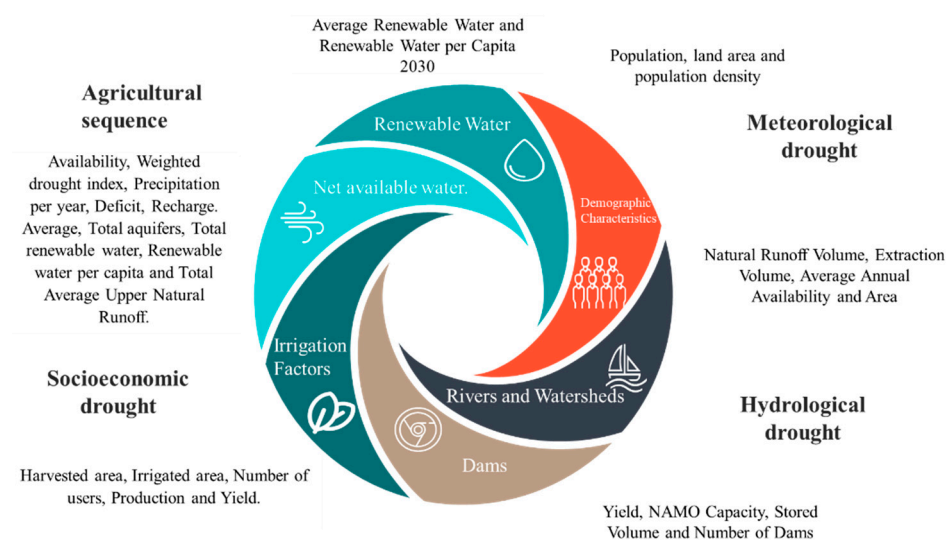 Average Renewable Water and
Renewable Water per Capita
2030
Population, land area and
population density
Agricultural
sequence
Meteorological
drought
Availability, Weighted
drought index, Precipitation
per year, Deficit, Recharge.
Average, Total aquifers, Total
renewable water, Renewable
water per capita and Total
Average Upper Natural
Runoff.
Renewable Water
Net available water.
Demographic
Characteristics
Natural Runoff Volume, Extraction
Volume, Average Annual
Availability and Area
Irrigation
Factors
Rivers and Watersheds
Dams
Socioeconomic
drought
Hydrological
drought
Harvested area, Irrigated area, Number of
users, Production and Yield.
Yield, NAMO Capacity, Stored
Volume and Number of Dams